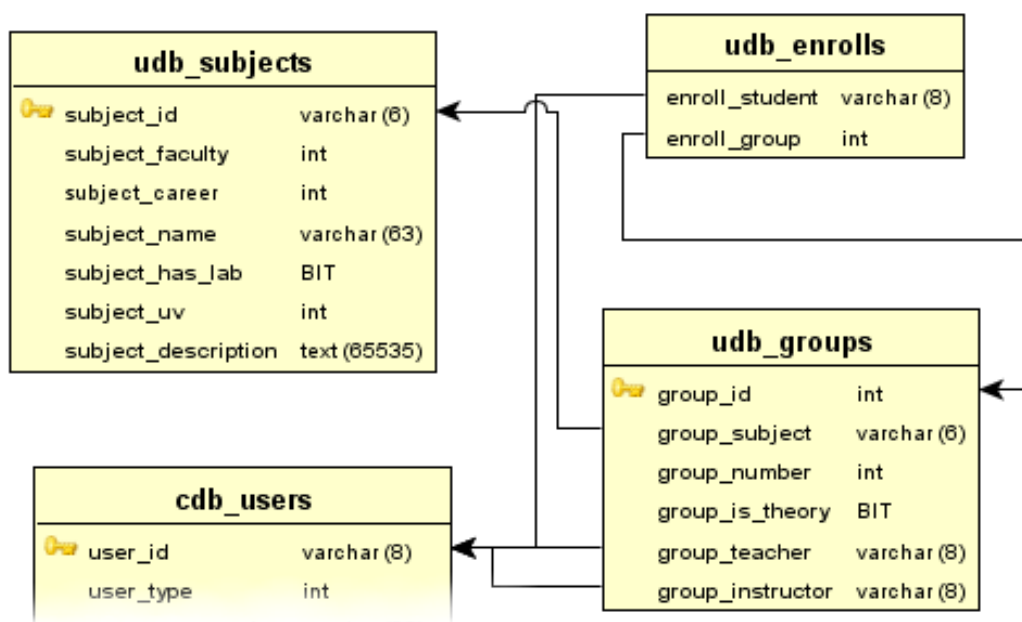 udb_subjects
subject_id varchar(6)
subject_faculty int
subject_career int
subject_name varchar(63)
subject_has_lab BIT
subject_uv int
subject_description text(65535)
udb_enrolls
enroll_student varchar(8)
enroll_group int
udb_groups
group_id int
group_subject varchar(6)
group_number int
group_is_theory BIT
group_teacher varchar(8)
group_instructor varchar(8)
cdb_users
user_id varchar(8)
user_type int